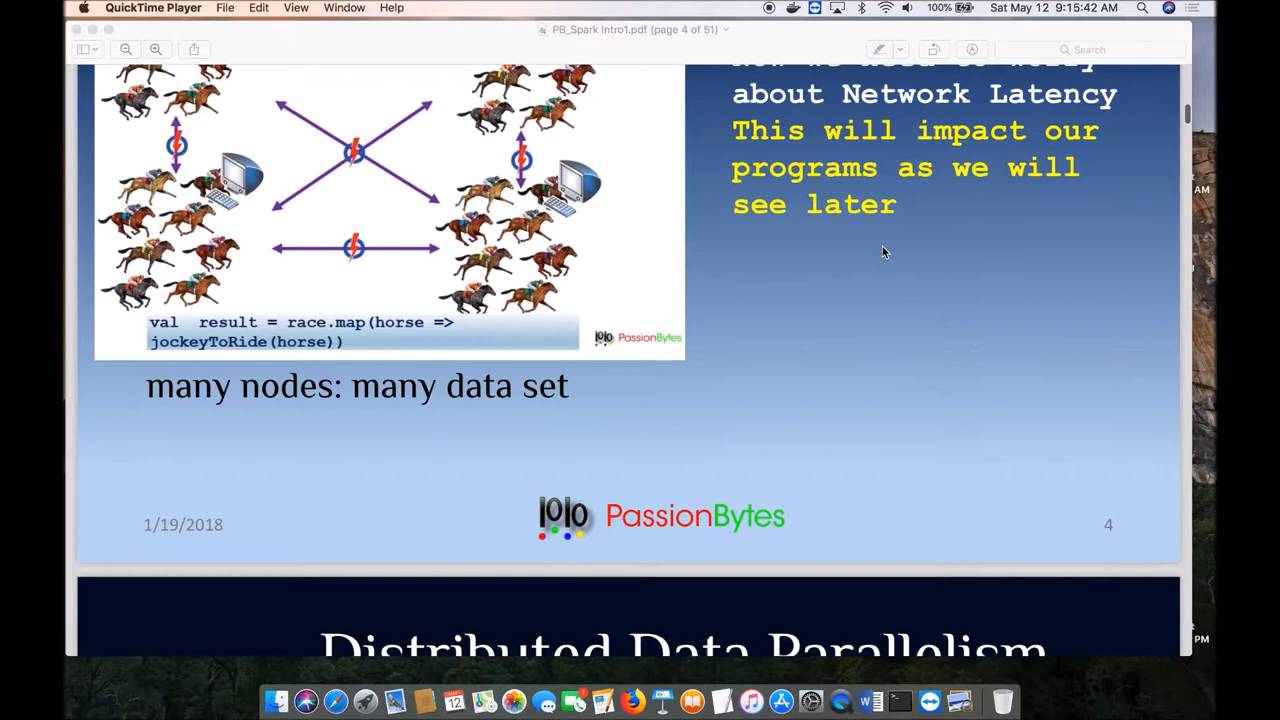 QuickTime Player File Edit View Window Help 100% Sat May 12 9:15:42 AM
PB_Spark Intro1.pdf (page 4 of 51)
Search
about Network Latency
This will impact our
programs as we will
see later
val result = race.map(horse =>
jockeyToRide(horse))
PassionBytes
many nodes: many data set
1/19/2018
PassionBytes
4
Distributed Data Parallelism
AM
PM
12